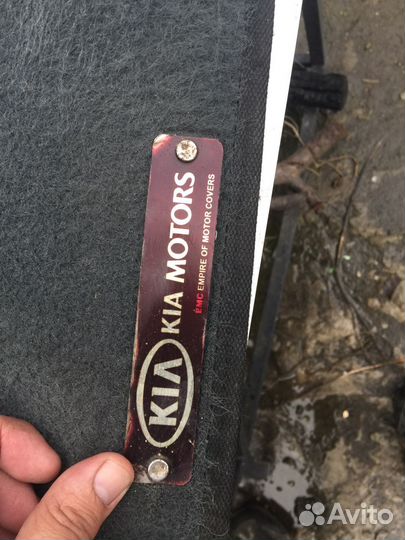 KIA KIA MOTORS
EMC EMPIRE OF MOTOR COVERS
Avito